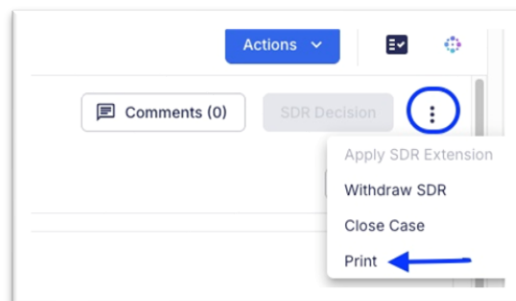 Actions
Comments (0)
SDR Decision
Apply SDR Extension
Withdraw SDR
Close Case
Print